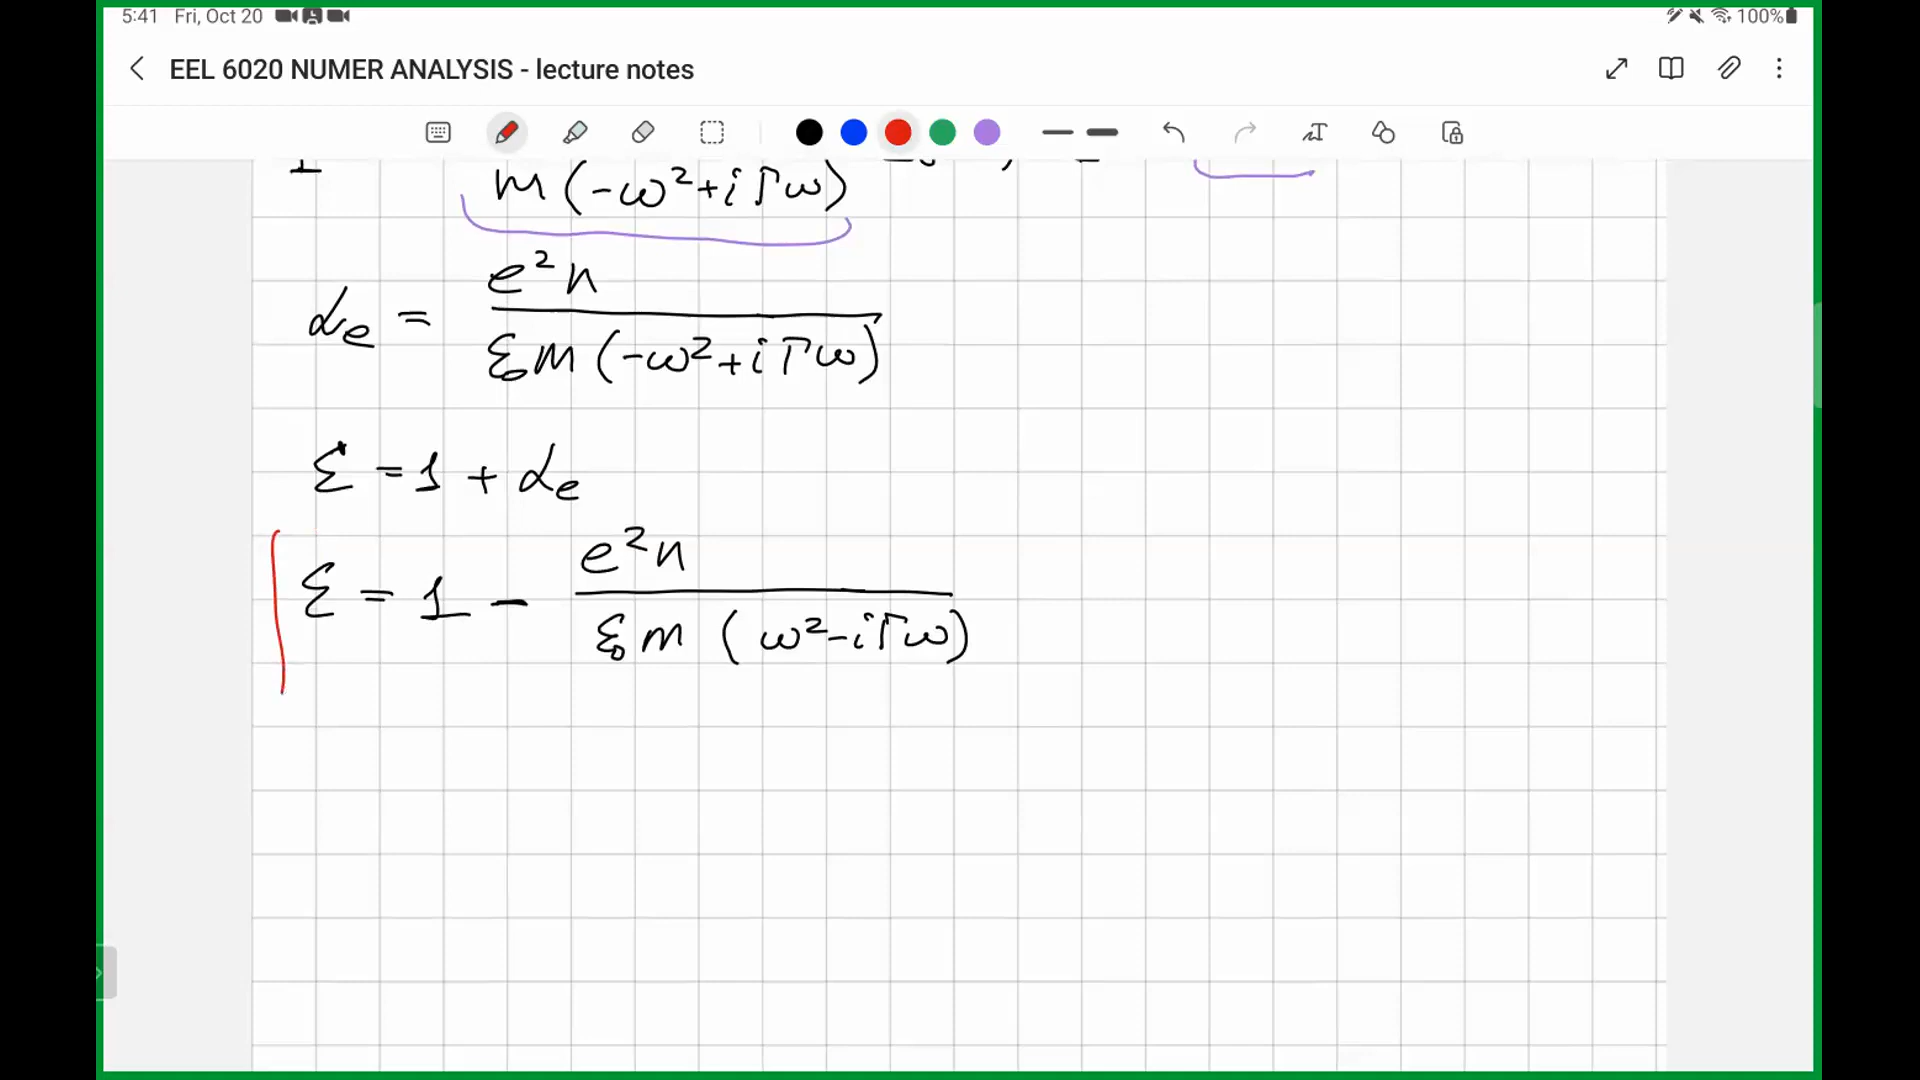 5:41 Fri, Oct 20 100%
EEL 6020 NUMER ANALYSIS - lecture notes
m (-ω²+iΓω)
e²n
αe = 
ε₀m (-ω²+iΓω)
ε = 1 + αe
e²n
ε = 1 -
ε₀ m ( ω²-iΓω)